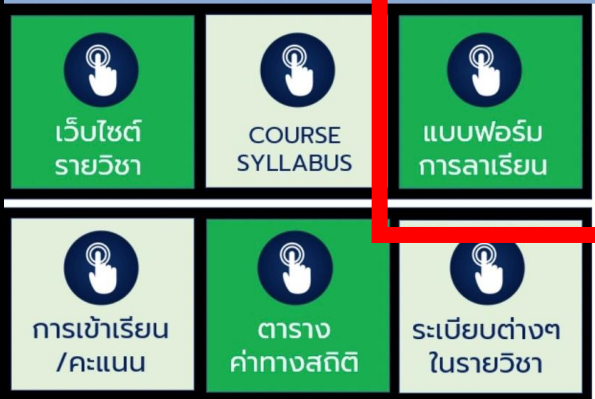 เว็บไซต์
รายวิชา
COURSE
SYLLABUS
แบบฟอร์ม
การลาเรียน
การเข้าเรียน
/คะแนน
ตาราง
ค่าทางสถิติ
ระเบียบต่างๆ
ในรายวิชา